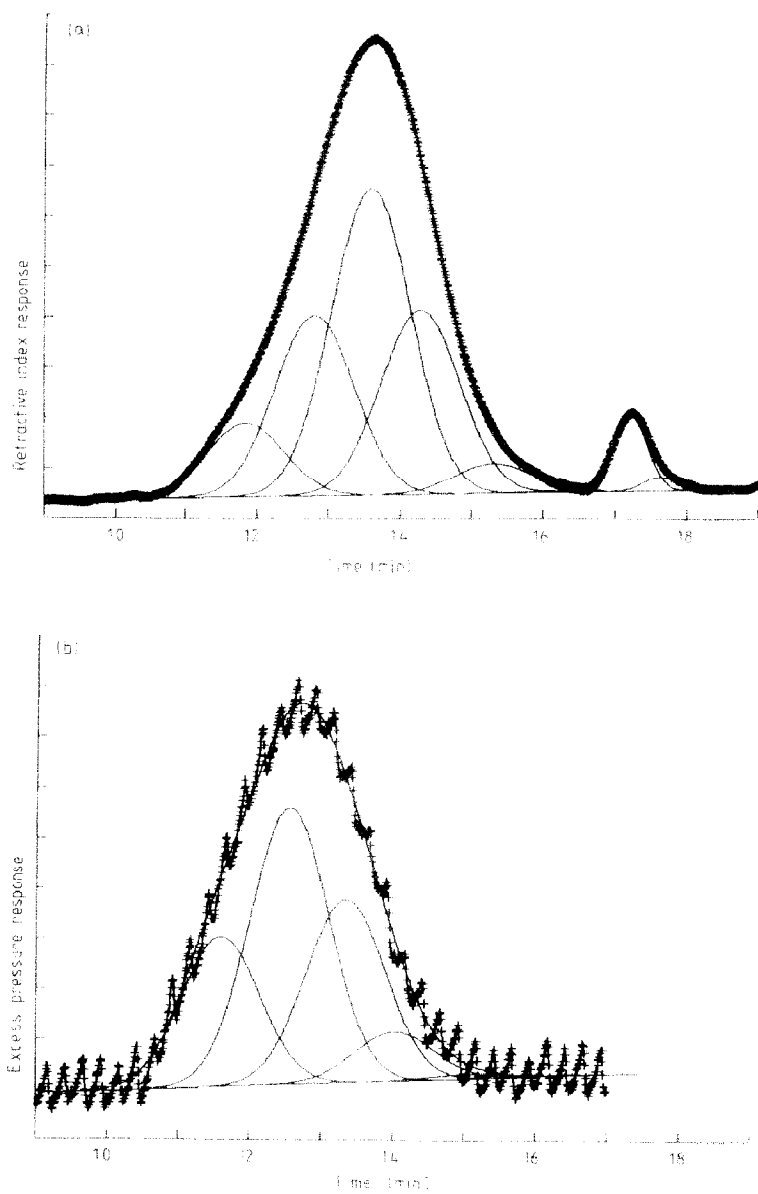 (a)
Refractive index response
10 12 14 16 18
Time (min)
(b)
Excess pressure response
10 12 14 16 18
Time (min)